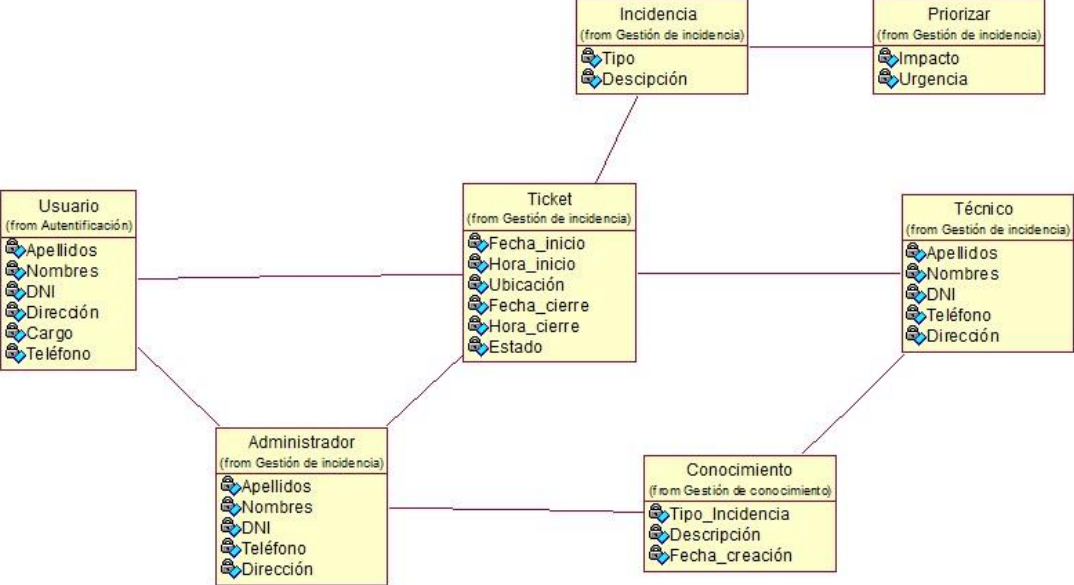 Incidencia
(from Gestión de incidencia)
Tipo
Descipción
Priorizar
(from Gestión de incidencia)
Impacto
Urgencia
Usuario
(from Autentificación)
Apellidos
Nombres
DNI
Dirección
Cargo
Teléfono
Ticket
(from Gestión de incidencia)
Fecha_inicio
Hora_inicio
Ubicación
Fecha_cierre
Hora_cierre
Estado
Técnico
(from Gestión de incidencia)
Apellidos
Nombres
DNI
Teléfono
Dirección
Administrador
(from Gestión de incidencia)
Apellidos
Nombres
DNI
Teléfono
Dirección
Conocimiento
(from Gestión de conocimiento)
Tipo_Incidencia
Descripción
Fecha_creación